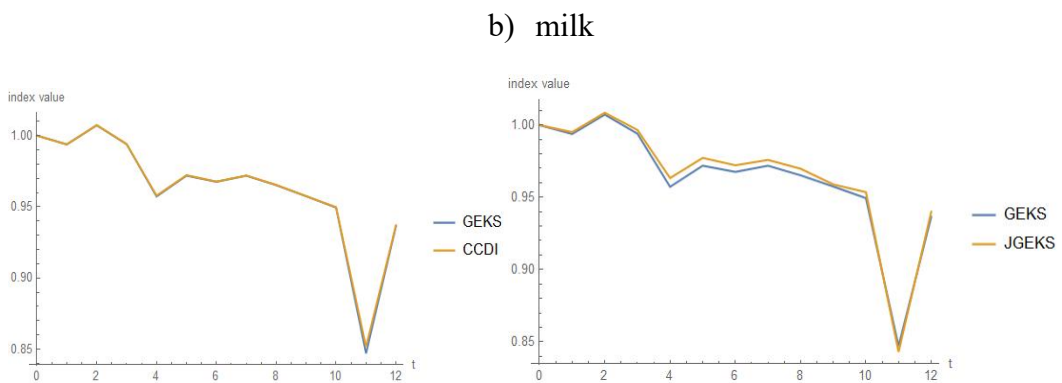 b) milk
index value
1.00
0.95
0.90
0.85
0 2 4 6 8 10 12
t
GEKS
CCDI
index value
1.00
0.95
0.90
0.85
0 2 4 6 8 10 12
t
GEKS
JGEKS